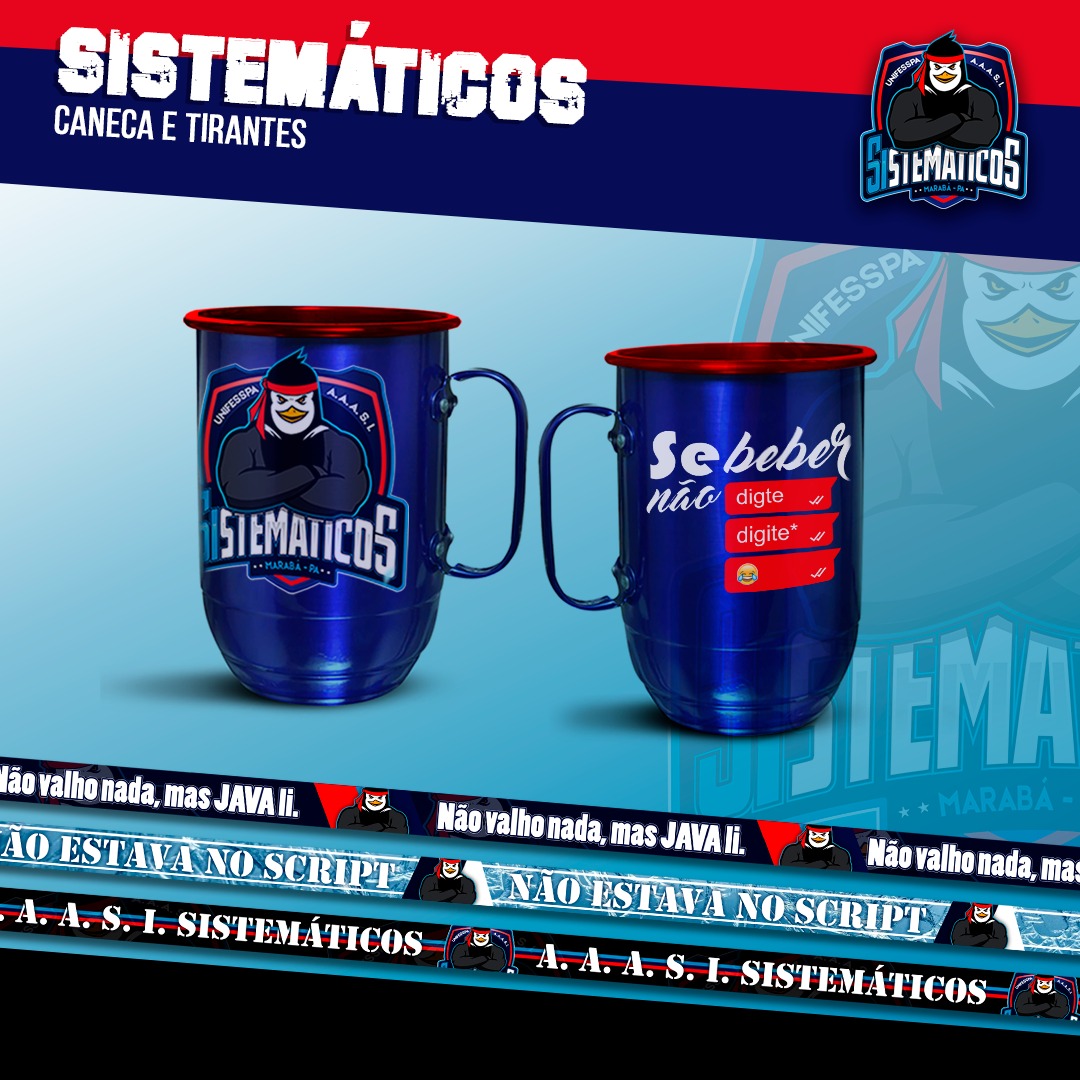 SISTEMÁTICOS
CANECA E TIRANTES
UNIFESSPA A.A.A.S.I.
SISTEMATICOS
MARABÁ - PA
UNIFESSPA A.A.A.S.I
SISTEMATICOS
MARABÁ - PA
Se beber
não digte
digite*
NIFESSPA
SISTEMA
MARABÁ -
Não valho nada, mas JAVA li. Não valho nada, mas JAVA li. Não valho nada, mas
ÃO ESTAVA NO SCRIPT NÃO ESTAVA NO SCRIPT
. A. A. S. I. SISTEMÁTICOS A. A. A. S. I. SISTEMÁTICOS